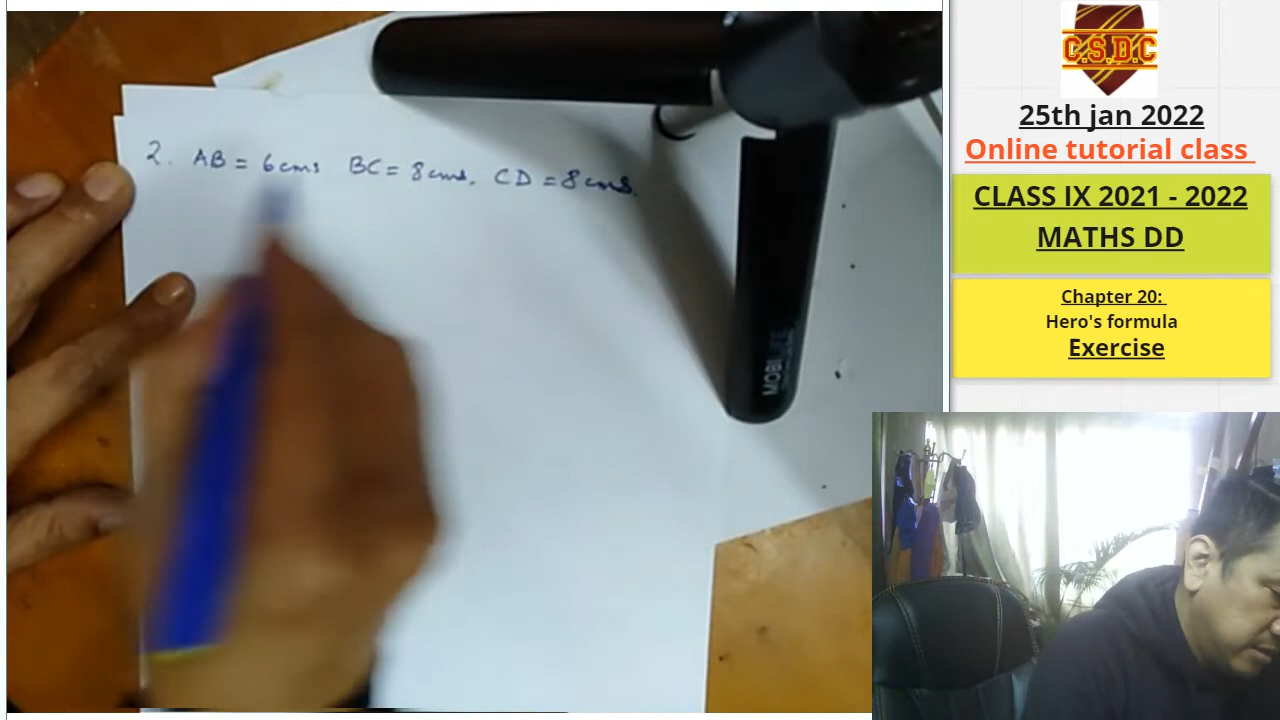 2. AB = 6cms BC = 8cms. CD = 8cms.
MOBI
C.S.D.C
25th jan 2022
Online tutorial class
CLASS IX 2021 - 2022
MATHS DD
Chapter 20:
Hero's formula
Exercise